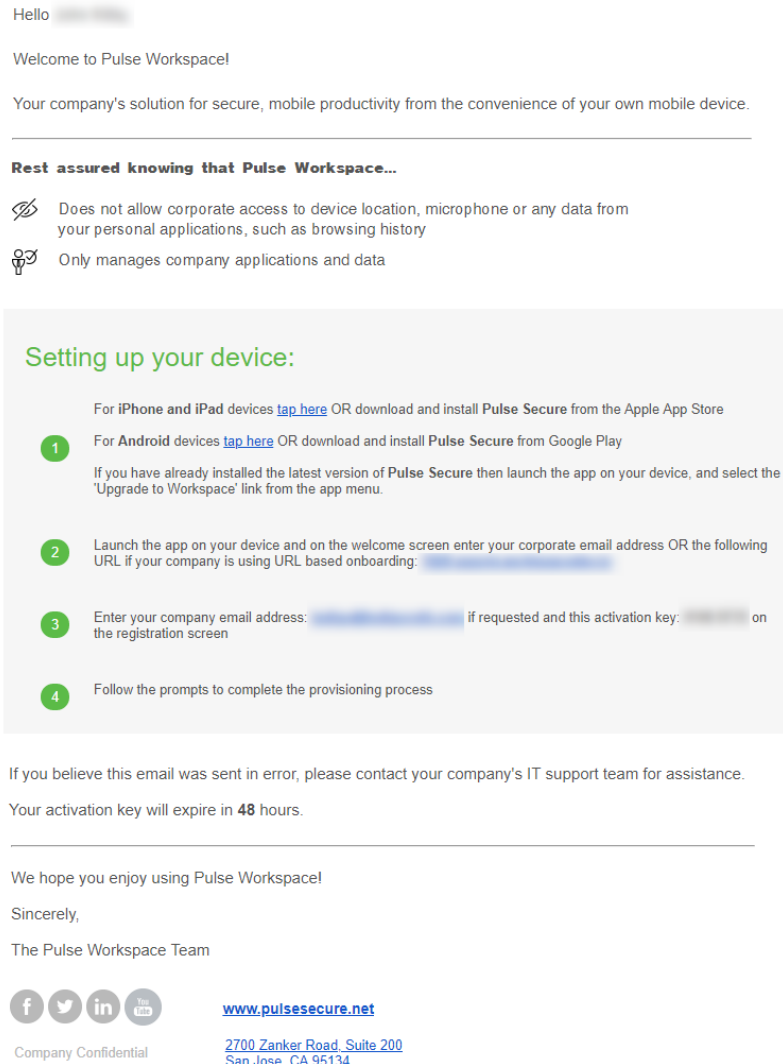 Hello
Welcome to Pulse Workspace!
Your company's solution for secure, mobile productivity from the convenience of your own mobile device.
Rest assured knowing that Pulse Workspace...
Does not allow corporate access to device location, microphone or any data from
your personal applications, such as browsing history
Only manages company applications and data
Setting up your device:
For iPhone and iPad devices tap here OR download and install Pulse Secure from the Apple App Store
1
For Android devices tap here OR download and install Pulse Secure from Google Play
If you have already installed the latest version of Pulse Secure then launch the app on your device, and select the
'Upgrade to Workspace' link from the app menu.
2
Launch the app on your device and on the welcome screen enter your corporate email address OR the following
URL if your company is using URL based onboarding:
3
Enter your company email address: if requested and this activation key: on
the registration screen
4
Follow the prompts to complete the provisioning process
If you believe this email was sent in error, please contact your company's IT support team for assistance.
Your activation key will expire in 48 hours.
We hope you enjoy using Pulse Workspace!
Sincerely,
The Pulse Workspace Team
f in You Tube
www.pulsesecure.net
Company Confidential
2700 Zanker Road, Suite 200
San Jose, CA 95134